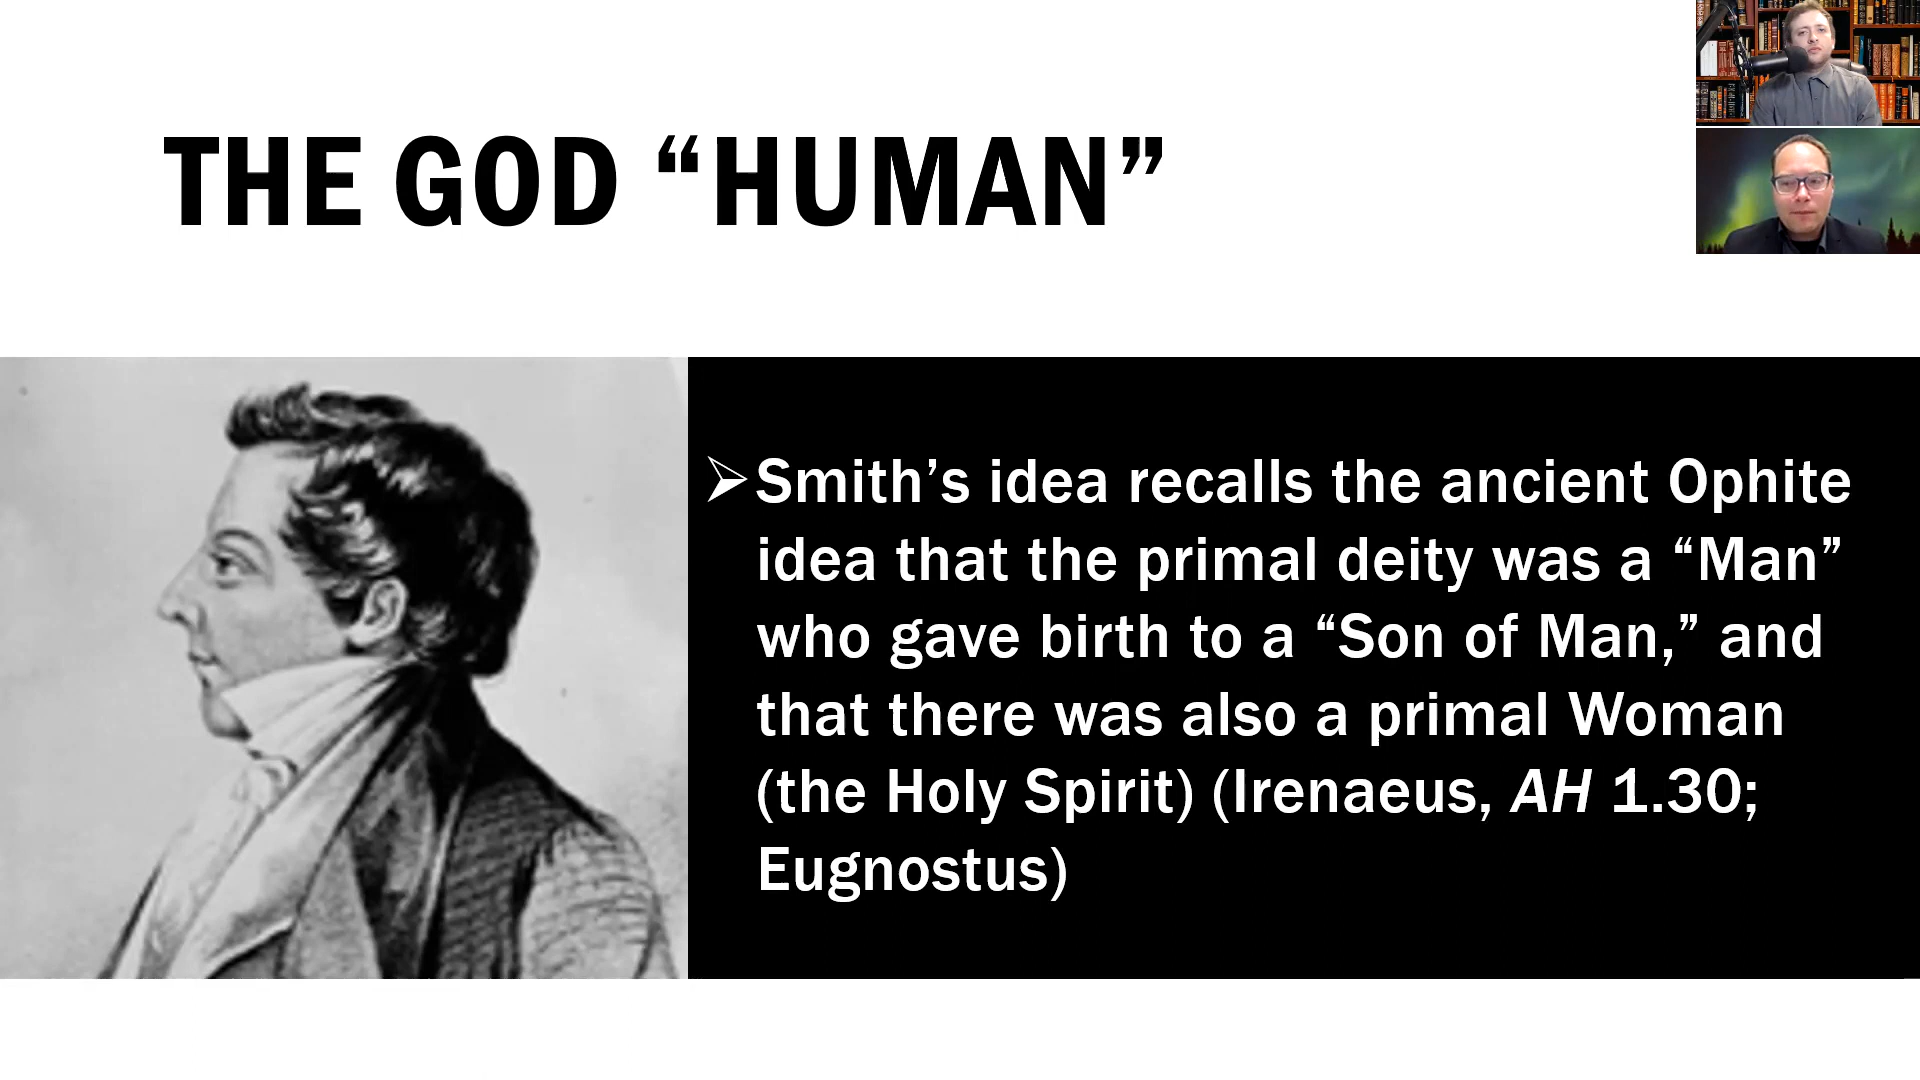 THE GOD “HUMAN”
Smith’s idea recalls the ancient Ophite
idea that the primal deity was a “Man”
who gave birth to a “Son of Man,” and
that there was also a primal Woman
(the Holy Spirit) (Irenaeus, AH 1.30;
Eugnostus)